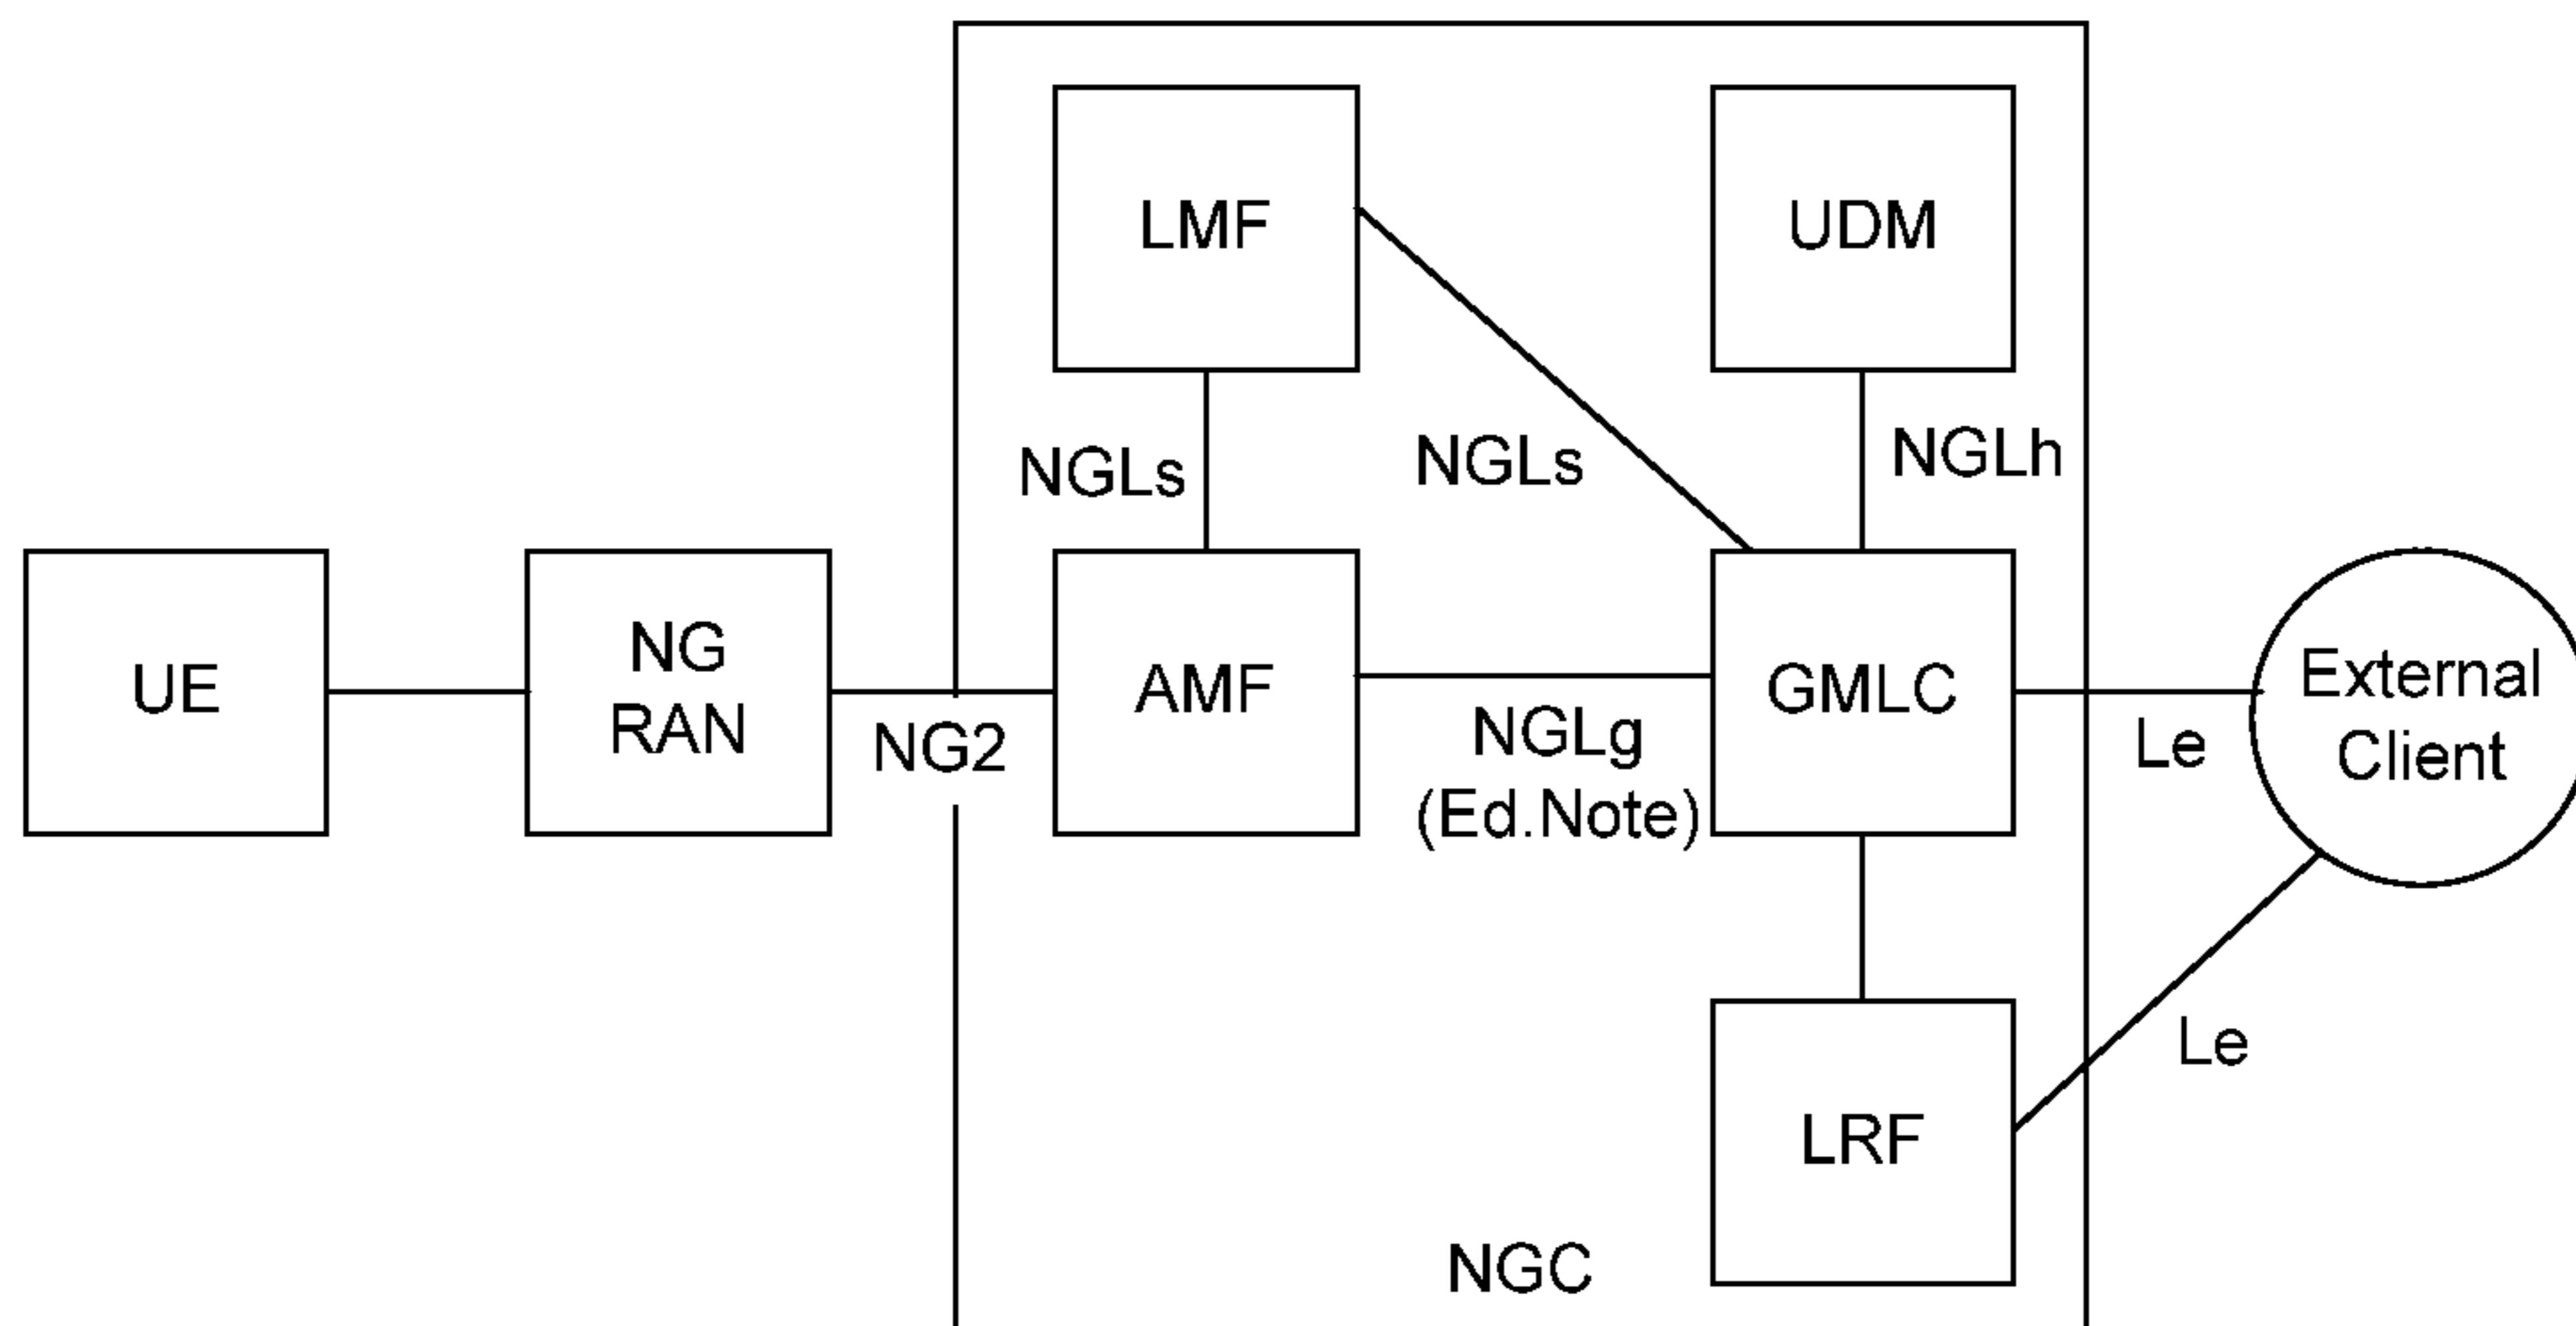 LMF
UDM
NGLs
NGLs
NGLh
UE
NG
RAN
NG2
AMF
NGLg
(Ed.Note)
GMLC
Le
External
Client
Le
LRF
NGC